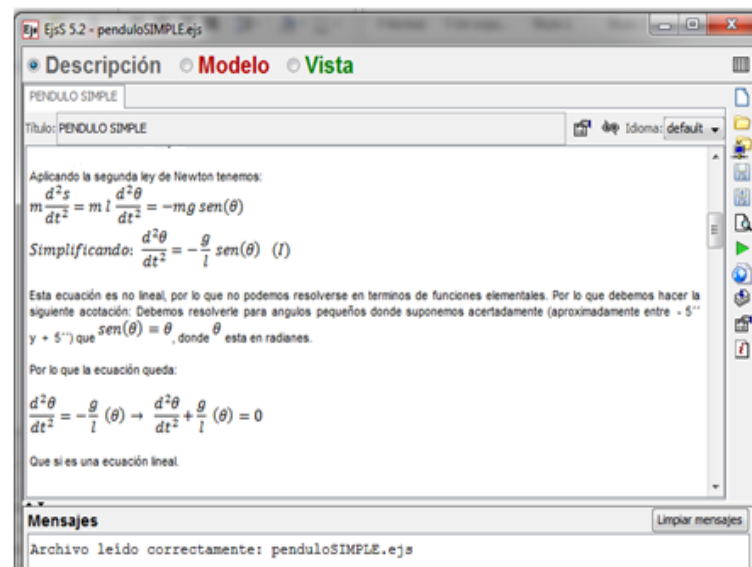 EjsS 5.2 - penduloSIMPLE.ejs
Descripción Modelo Vista
PENDULO SIMPLE
Título: PENDULO SIMPLE Idioma: default
Aplicando la segunda ley de Newton tenemos:
m d²s/dt² = m l d²θ/dt² = −mg sen(θ)
Simplificando: d²θ/dt² = − g/l sen(θ) (I)
Esta ecuación es no lineal, por lo que no podemos resolverse en terminos de funciones elementales. Por lo que debemos hacer la
siguiente acotación: Debemos resolverle para angulos pequeños donde suponemos acertadamente (aproximadamente entre - 5´´
y + 5´´) que sen(θ) = θ, donde θ esta en radianes.
Por lo que la ecuación queda:
d²θ/dt² = − g/l (θ) → d²θ/dt² + g/l (θ) = 0
Que si es una ecuación lineal.
Mensajes Limpiar mensajes
Archivo leído correctamente: penduloSIMPLE.ejs